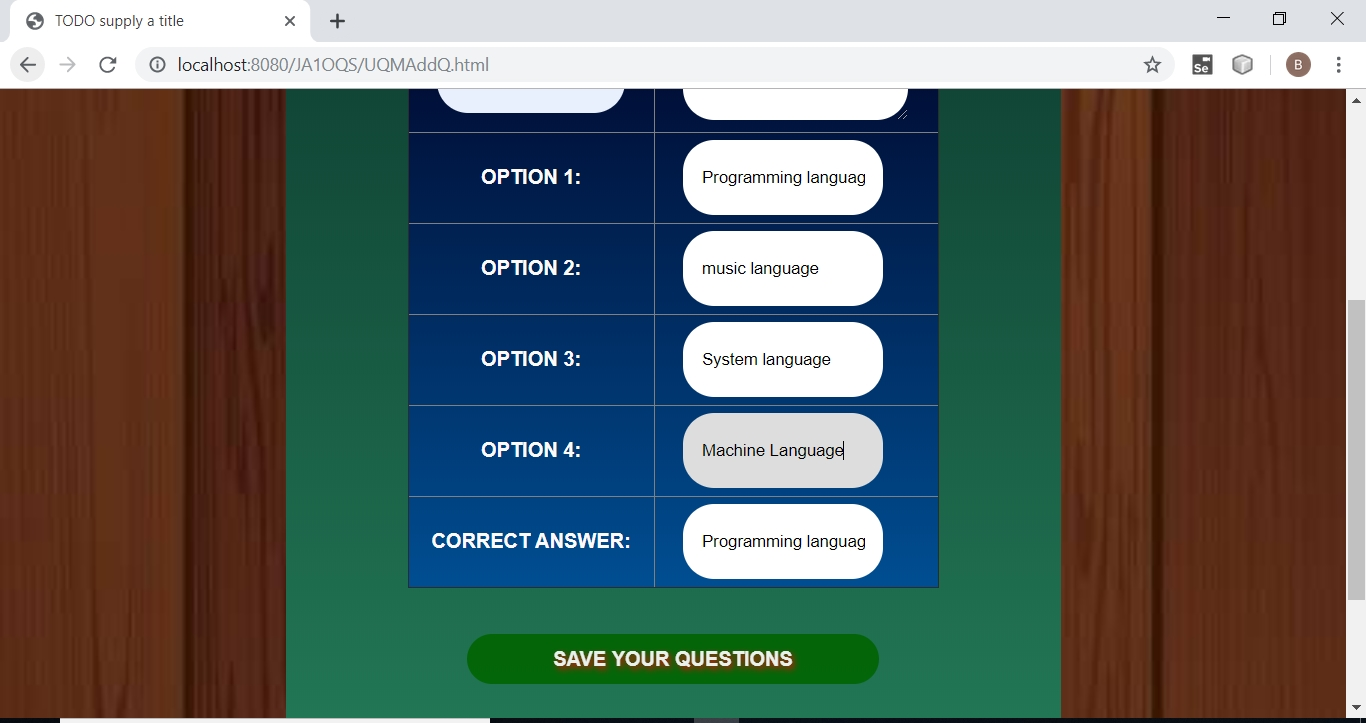 TODO supply a title
localhost:8080/JA1OQS/UQMAddQ.html
Se
B
OPTION 1:
Programming languag
OPTION 2:
music language
OPTION 3:
System language
OPTION 4:
Machine Language
CORRECT ANSWER:
Programming languag
SAVE YOUR QUESTIONS